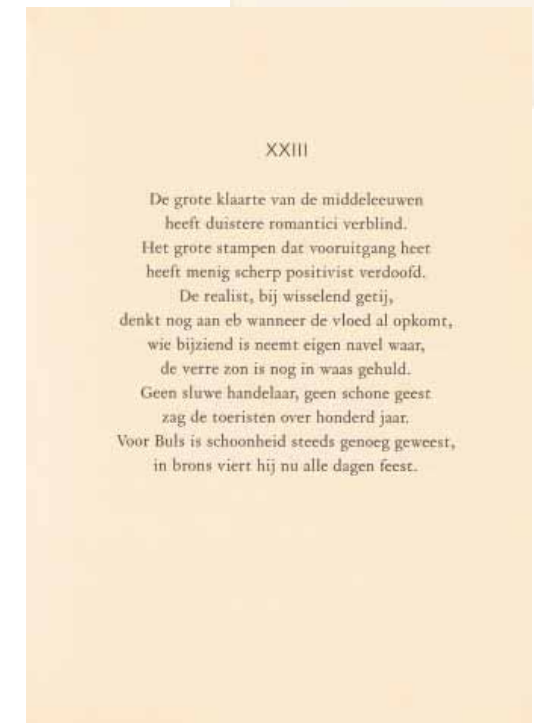 XXIII
De grote klaarte van de middeleeuwen
heeft duistere romantici verblind.
Het grote stampen dat vooruitgang heet
heeft menig scherp positivist verdoofd.
De realist, bij wisselend getij,
denkt nog aan eb wanneer de vloed al opkomt,
wie bijziend is neemt eigen navel waar,
de verre zon is nog in waas gehuld.
Geen sluwe handelaar, geen schone geest
zag de toeristen over honderd jaar.
Voor Buls is schoonheid steeds genoeg geweest,
in brons viert hij nu alle dagen feest.